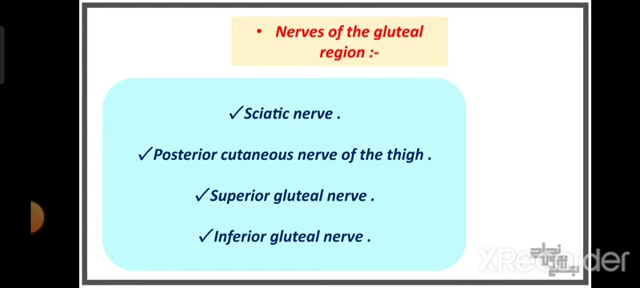 • Nerves of the gluteal
region :-
✓Sciatic nerve .
✓Posterior cutaneous nerve of the thigh .
✓Superior gluteal nerve .
✓Inferior gluteal nerve .
XRecorder